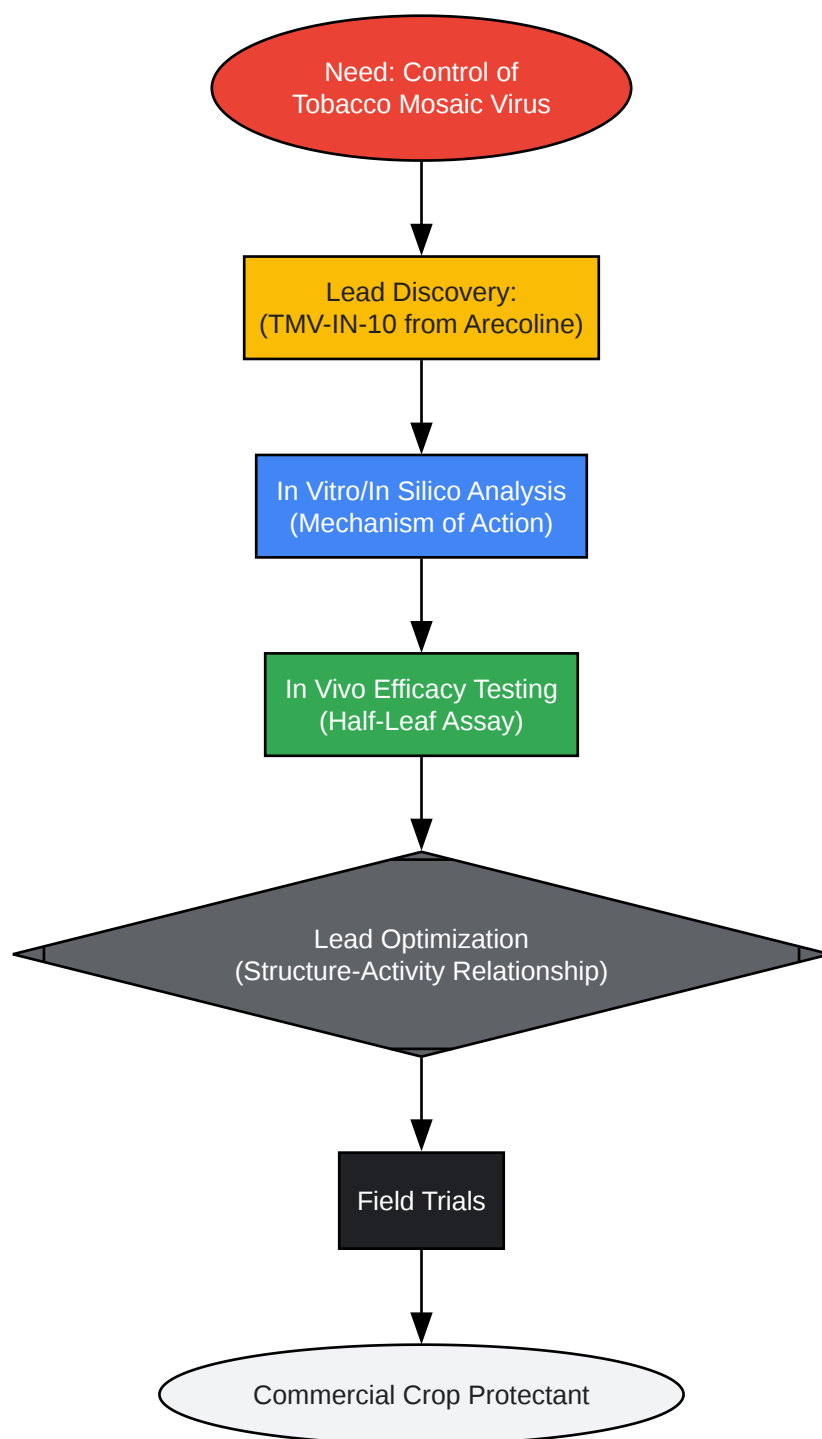 Need: Control of
Tobacco Mosaic Virus
Lead Discovery:
(TMV-IN-10 from Arecoline)
In Vitro/In Silico Analysis
(Mechanism of Action)
In Vivo Efficacy Testing
(Half-Leaf Assay)
Lead Optimization
(Structure-Activity Relationship)
Field Trials
Commercial Crop Protectant